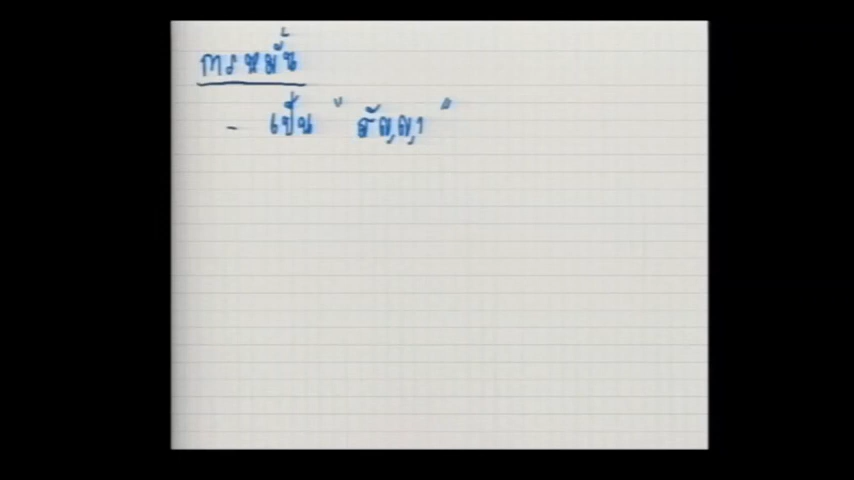 การหมั้น
- เป็น " สัญญา "